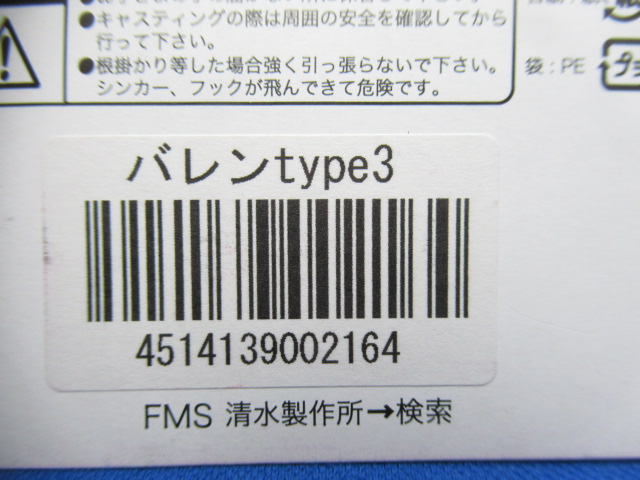 ●キャスティングの際は周囲の安全を確認してから
行って下さい。
●根掛かり等した場合強く引っ張らないで下さい。
シンカー、フックが飛んできて危険です。
袋:PE
プラ
バレンtype3
4514139002164
FMS 清水製作所→検索